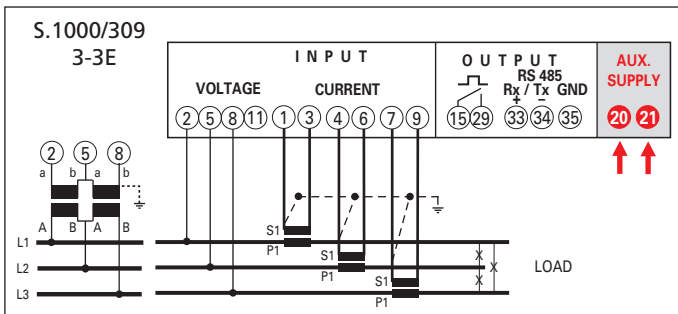 S.1000/309
3-3E
INPUT
VOLTAGE CURRENT
2 5 8 11 1 3 4 6 7 9
OUTPUT
RS 485
Rx / Tx GND
+ –
15 29 33 34 35
AUX.
SUPPLY
20 21
2 5 8
a b a b
A B A B
L1
L2
L3
S1
P1
S1
P1
S1
P1
X
X
X
LOAD